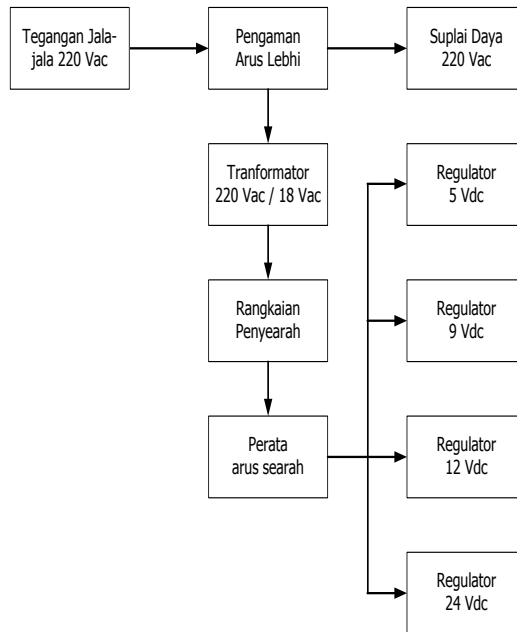 Tegangan Jala-
jala 220 Vac
Pengaman
Arus Lebhi
Suplai Daya
220 Vac
Tranformator
220 Vac / 18 Vac
Regulator
5 Vdc
Rangkaian
Penyearah
Regulator
9 Vdc
Perata
arus searah
Regulator
12 Vdc
Regulator
24 Vdc